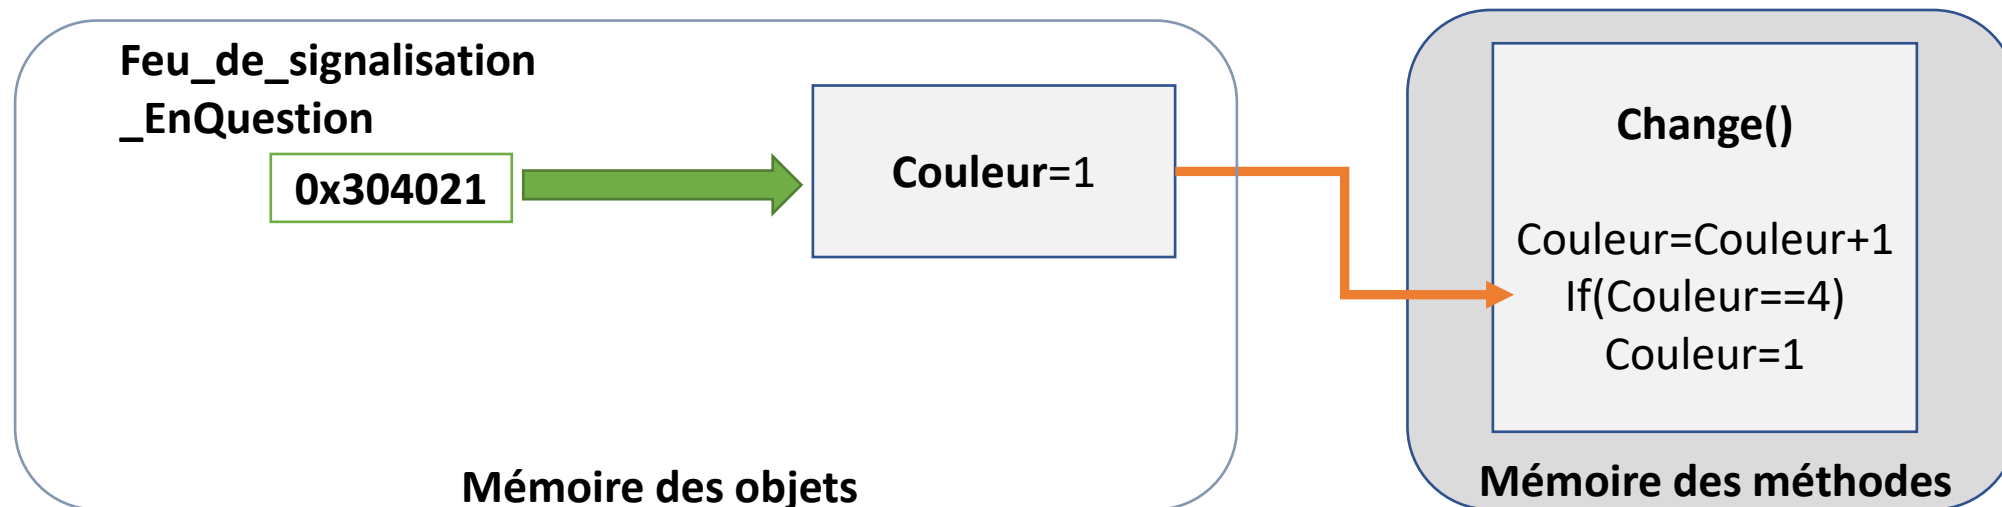 Feu_de_signalisation
_EnQuestion
0x304021
Couleur=1
Mémoire des objets
Change()
Couleur=Couleur+1
If(Couleur==4)
Couleur=1
Mémoire des méthodes